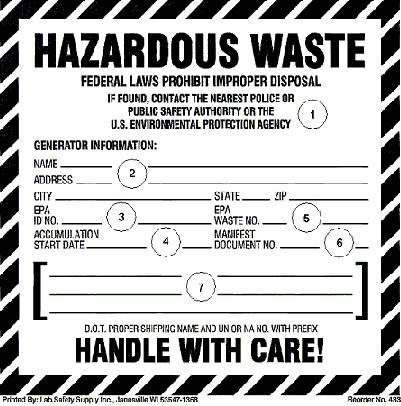 HAZARDOUS WASTE
FEDERAL LAWS PROHIBIT IMPROPER DISPOSAL
IF FOUND, CONTACT THE NEAREST POLICE OR
PUBLIC SAFETY AUTHORITY OR THE
U.S. ENVIRONMENTAL PROTECTION AGENCY
1
GENERATOR INFORMATION:
NAME
2
ADDRESS
CITY STATE ZIP
EPA ID NO. 3 EPA WASTE NO. 5
ACCUMULATION START DATE 4 MANIFEST DOCUMENT NO. 6
7
D.O.T. PROPER SHIPPING NAME AND UN OR NA NO. WITH PREFIX
HANDLE WITH CARE!
Printed By: Lab Safety Supply Inc., Janesville WI 53547-1368 Reorder No. 433